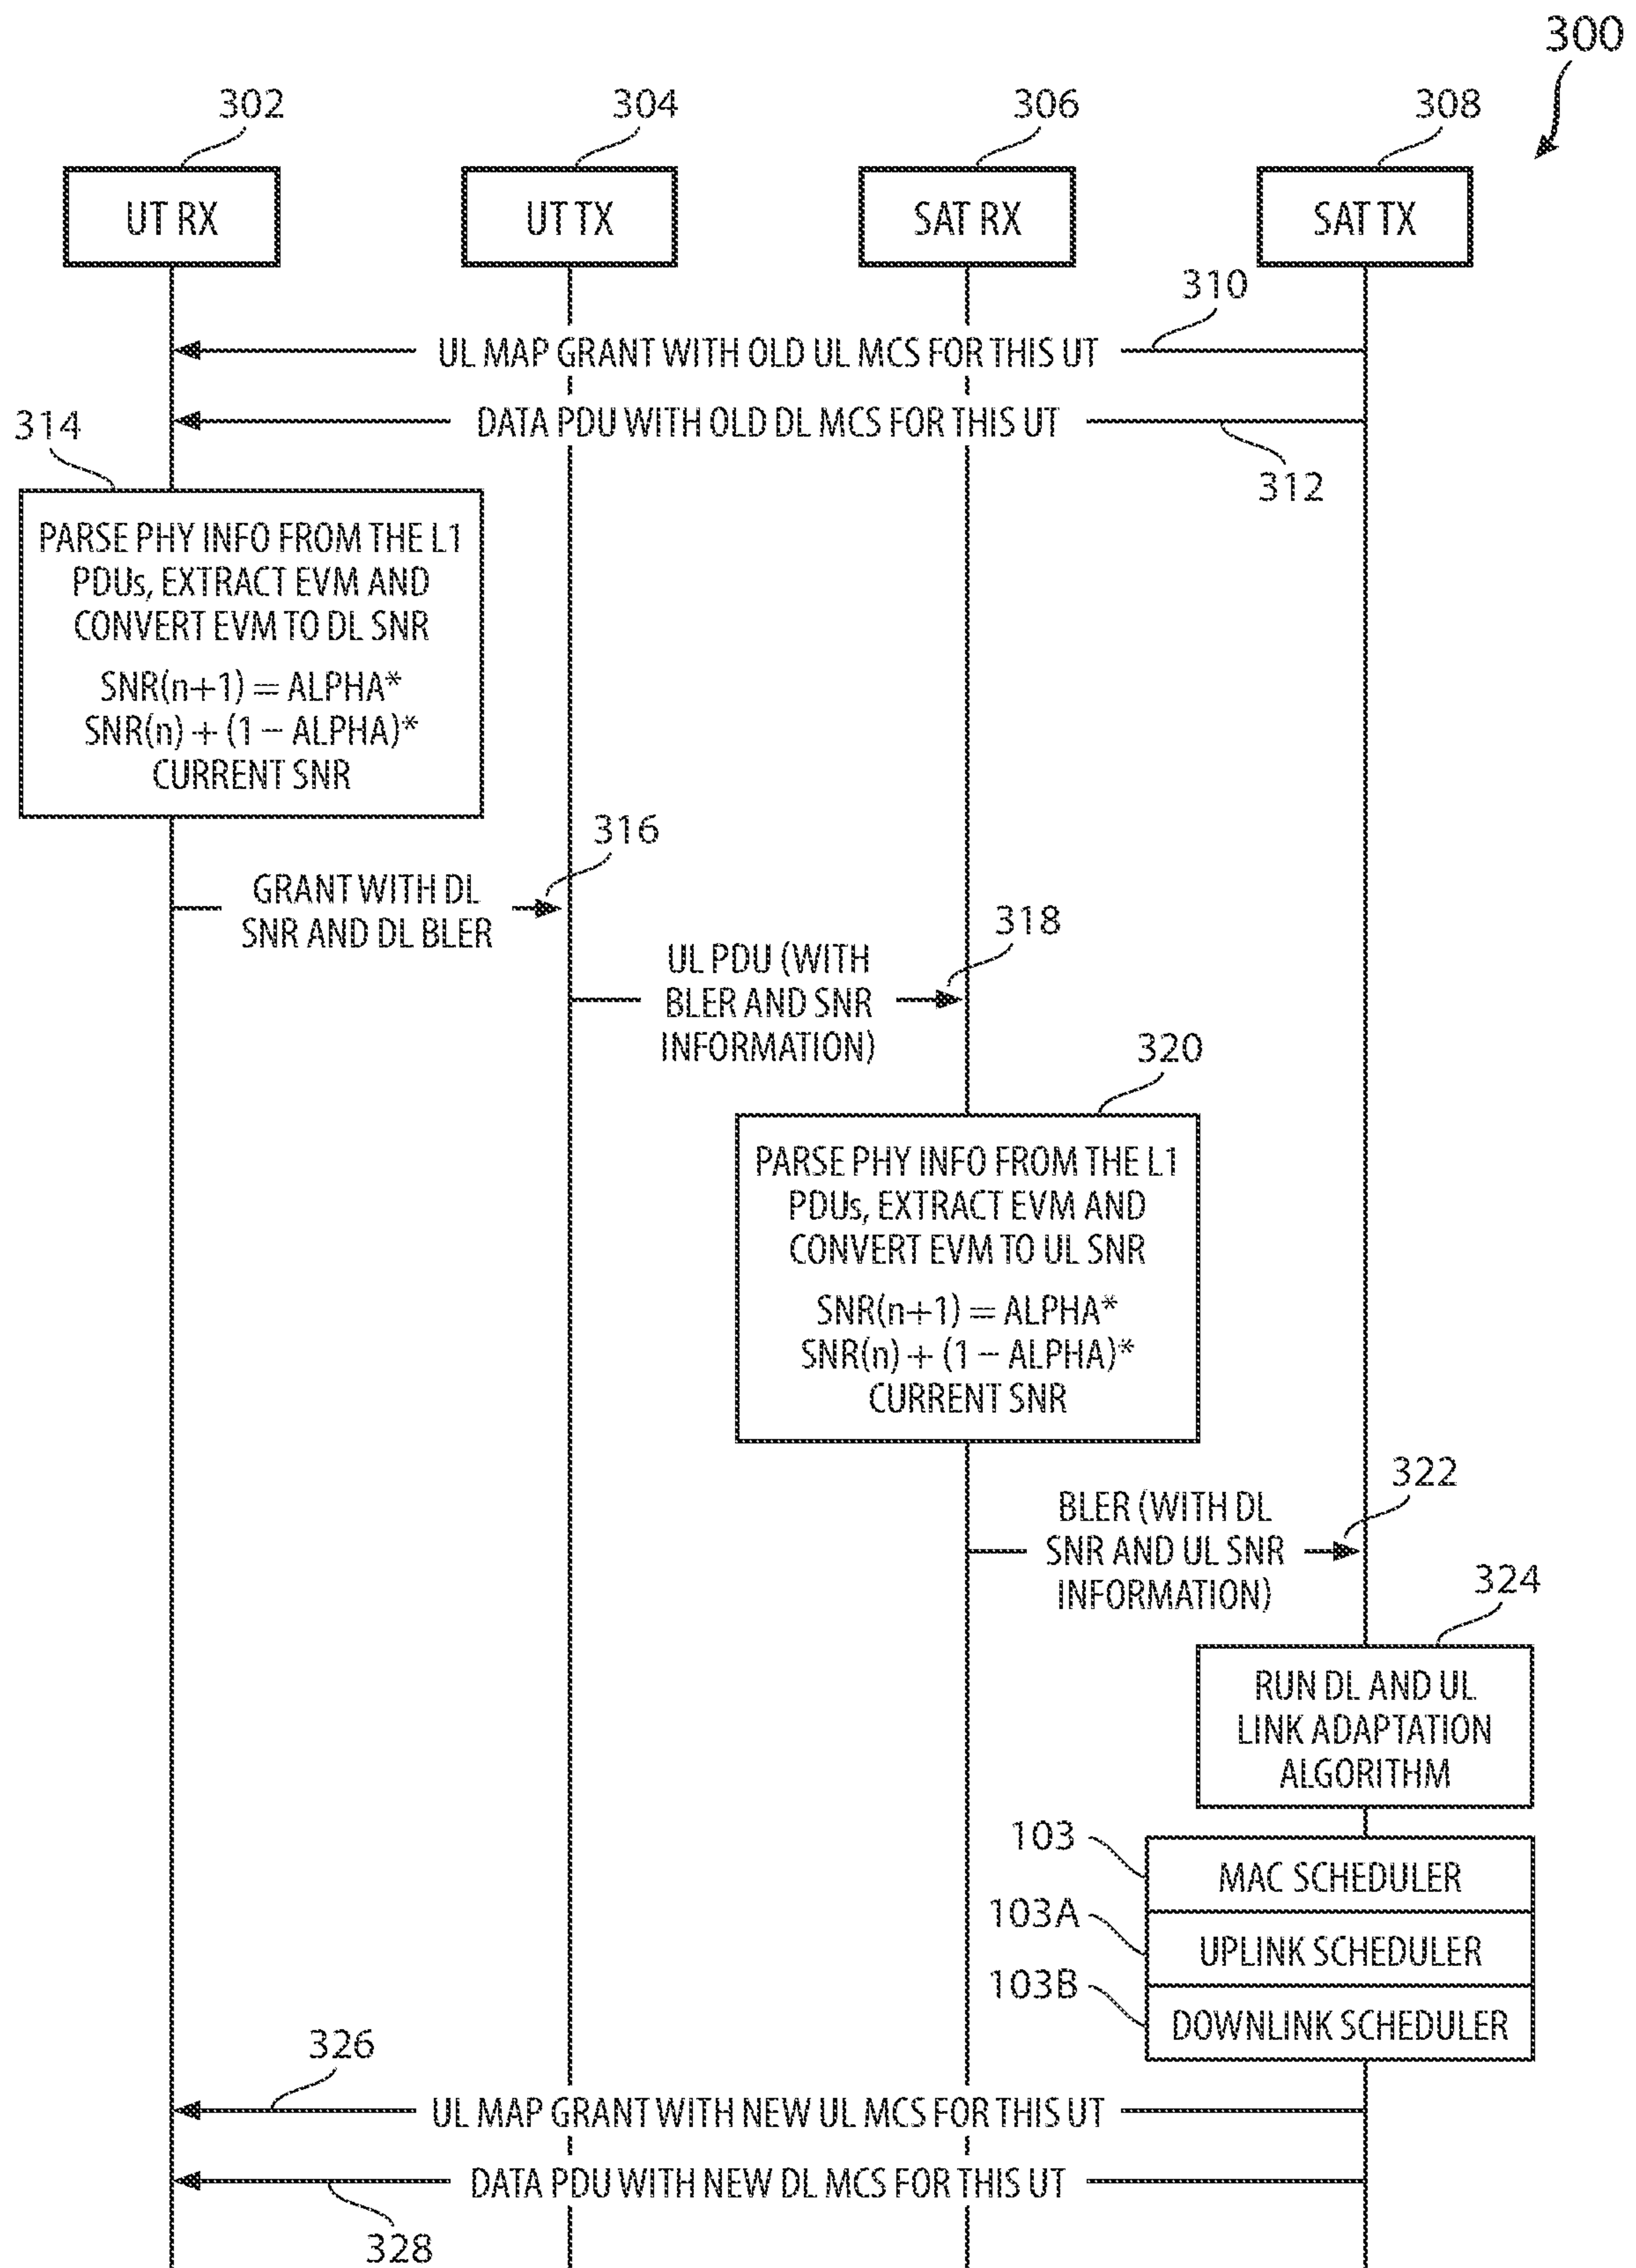 300
302
304
306
308
UT RX
UT TX
SAT RX
SAT TX
310
UL MAP GRANT WITH OLD UL MCS FOR THIS UT
DATA PDU WITH OLD DL MCS FOR THIS UT
312
314
PARSE PHY INFO FROM THE L1
PDUs, EXTRACT EVM AND
CONVERT EVM TO DL SNR
SNR(n+1) = ALPHA*
SNR(n) + (1 – ALPHA)*
CURRENT SNR
316
GRANT WITH DL
SNR AND DL BLER
318
UL PDU (WITH
BLER AND SNR
INFORMATION)
320
PARSE PHY INFO FROM THE L1
PDUs, EXTRACT EVM AND
CONVERT EVM TO UL SNR
SNR(n+1) = ALPHA*
SNR(n) + (1 – ALPHA)*
CURRENT SNR
322
BLER (WITH DL
SNR AND UL SNR
INFORMATION)
324
RUN DL AND UL
LINK ADAPTATION
ALGORITHM
103
MAC SCHEDULER
103A
UPLINK SCHEDULER
103B
DOWNLINK SCHEDULER
326
UL MAP GRANT WITH NEW UL MCS FOR THIS UT
DATA PDU WITH NEW DL MCS FOR THIS UT
328